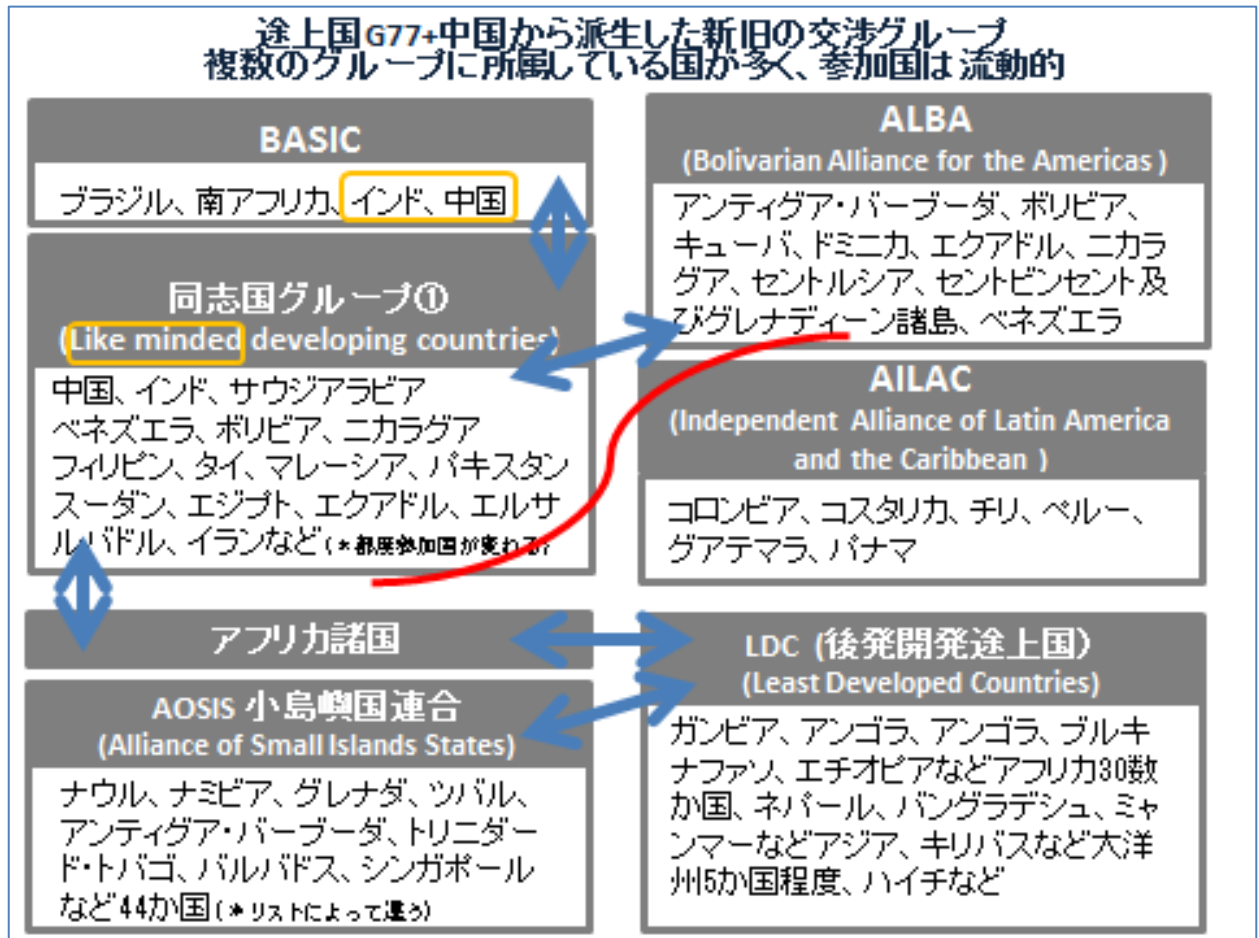 途上国G77+中国から派生した新旧の交渉グループ
複数のグループに所属している国が多く、参加国は流動的
BASIC
ブラジル、南アフリカ、インド、中国
同志国グループ①
(Like minded developing countries)
中国、インド、サウジアラビア
ベネズエラ、ボリビア、ニカラグア
フィリピン、タイ、マレーシア、パキスタン
スーダン、エジプト、エクアドル、エルサ
ルバドル、イランなど(*都度参加国が変わる)
アフリカ諸国
AOSIS 小島嶼国連合
(Alliance of Small Islands States)
ナウル、ナミビア、グレナダ、ツバル、
アンティグア・バーブーダ、トリニダー
ド・トバゴ、バルバドス、シンガポール
など44か国(*リストによって違う)
ALBA
(Bolivarian Alliance for the Americas )
アンティグア・バーブーダ、ボリビア、
キューバ、ドミニカ、エクアドル、ニカラ
グア、セントルシア、セントビンセント及
びグレナディーン諸島、ベネズエラ
AILAC
(Independent Alliance of Latin America
and the Caribbean )
コロンビア、コスタリカ、チリ、ペルー、
グアテマラ、パナマ
LDC (後発開発途上国)
(Least Developed Countries)
ガンビア、アンゴラ、アンゴラ、ブルキ
ナファソ、エチオピアなどアフリカ30数
か国、ネパール、バングラデシュ、ミャ
ンマーなどアジア、キリバスなど大洋
州5か国程度、ハイチなど